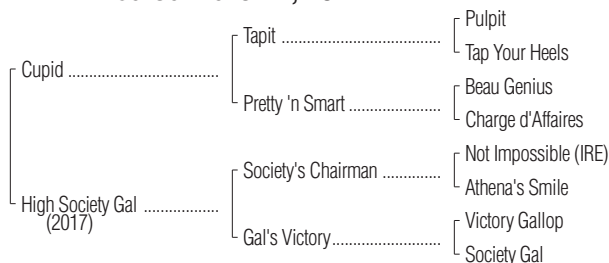 Cupid
High Society Gal
(2017)
Tapit
Pretty 'n Smart
Society's Chairman
Gal's Victory
Pulpit
Tap Your Heels
Beau Genius
Charge d'Affaires
Not Impossible (IRE)
Athena's Smile
Victory Gallop
Society Gal